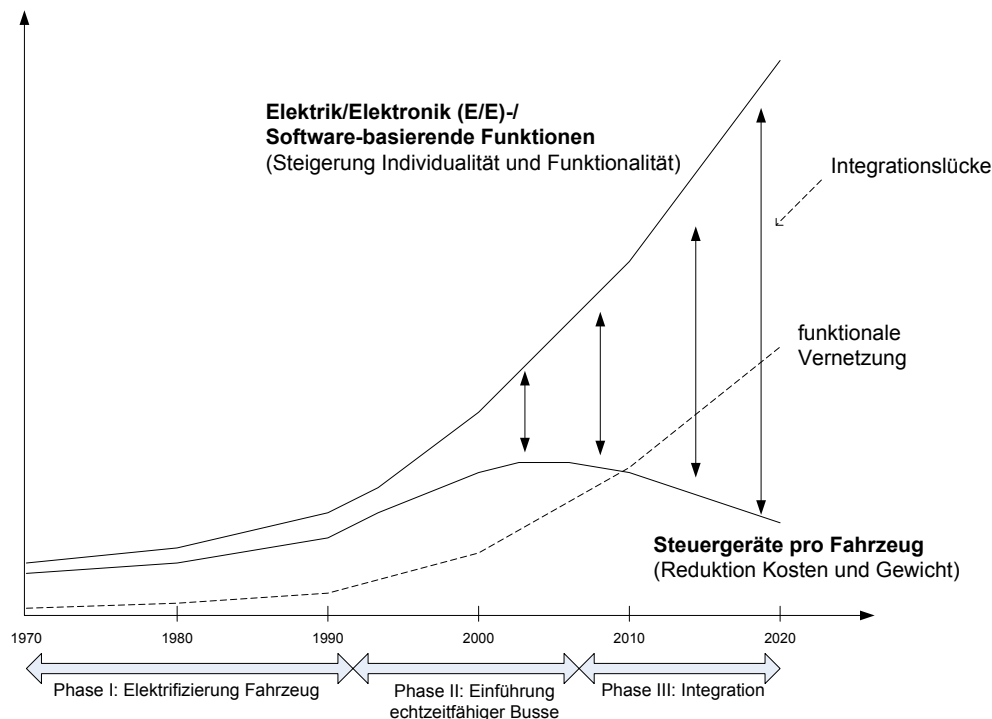 Elektrik/Elektronik (E/E)-/
Software-basierende Funktionen
(Steigerung Individualität und Funktionalität)
Integrationslücke
funktionale
Vernetzung
Steuergeräte pro Fahrzeug
(Reduktion Kosten und Gewicht)
1970 1980 1990 2000 2010 2020
Phase I: Elektrifizierung Fahrzeug
Phase II: Einführung
echtzeitfähiger Busse
Phase III: Integration